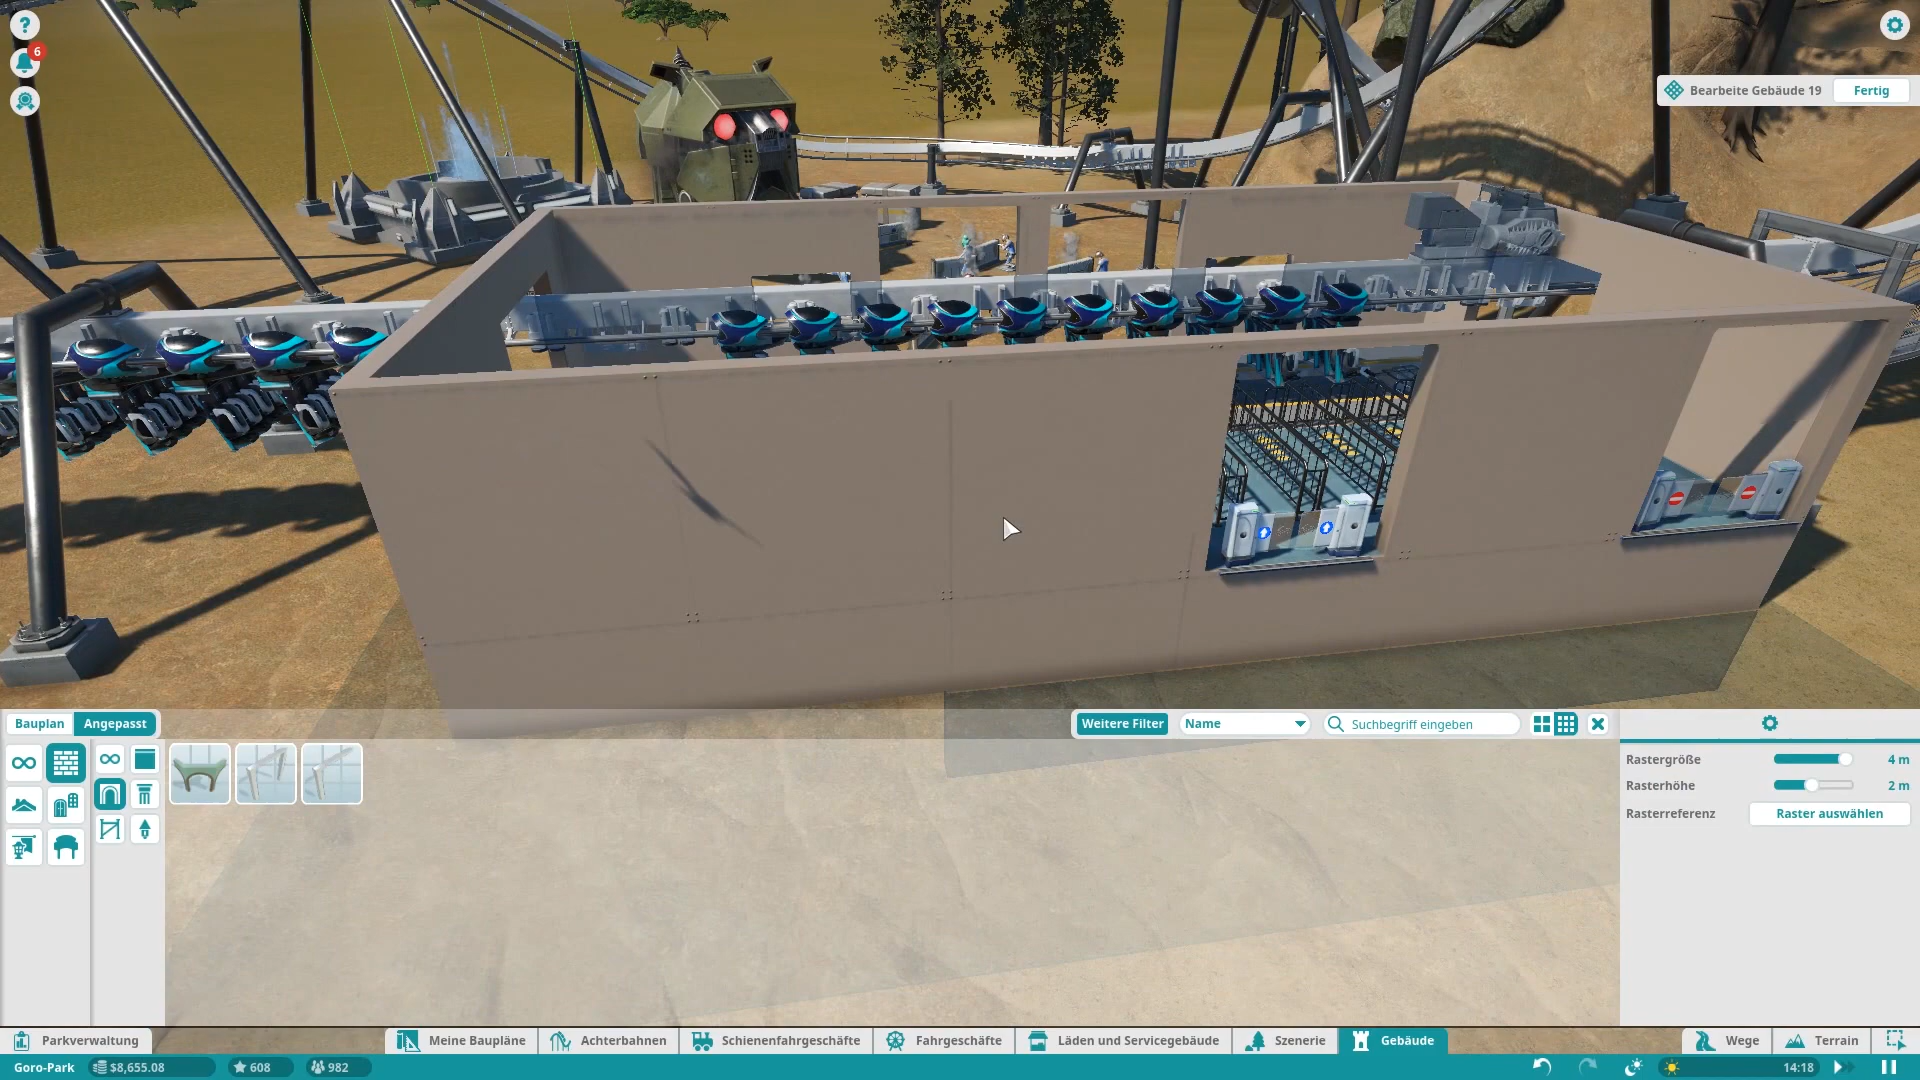 ?
6
Bearbeite Gebäude 19
Fertig
Bauplan
Angepasst
Weitere Filter
Name
Suchbegriff eingeben
Rastergröße
4 m
Rasterhöhe
2 m
Rasterreferenz
Raster auswählen
Parkverwaltung
Meine Baupläne
Achterbahnen
Schienenfahrgeschäfte
Fahrgeschäfte
Läden und Servicegebäude
Szenerie
Gebäude
Wege
Terrain
Goro-Park
$8,655.08
608
982
14:18